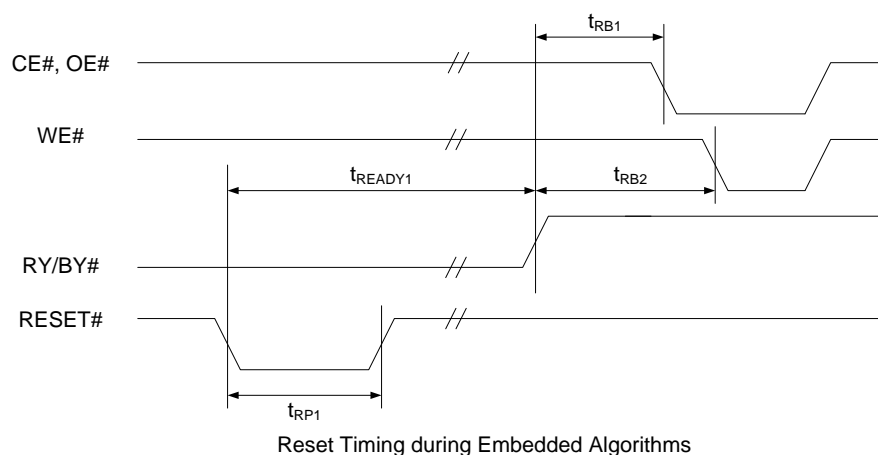 tRB1
CE#, OE#
WE#
tREADY1
tRB2
RY/BY#
RESET#
tRP1
Reset Timing during Embedded Algorithms